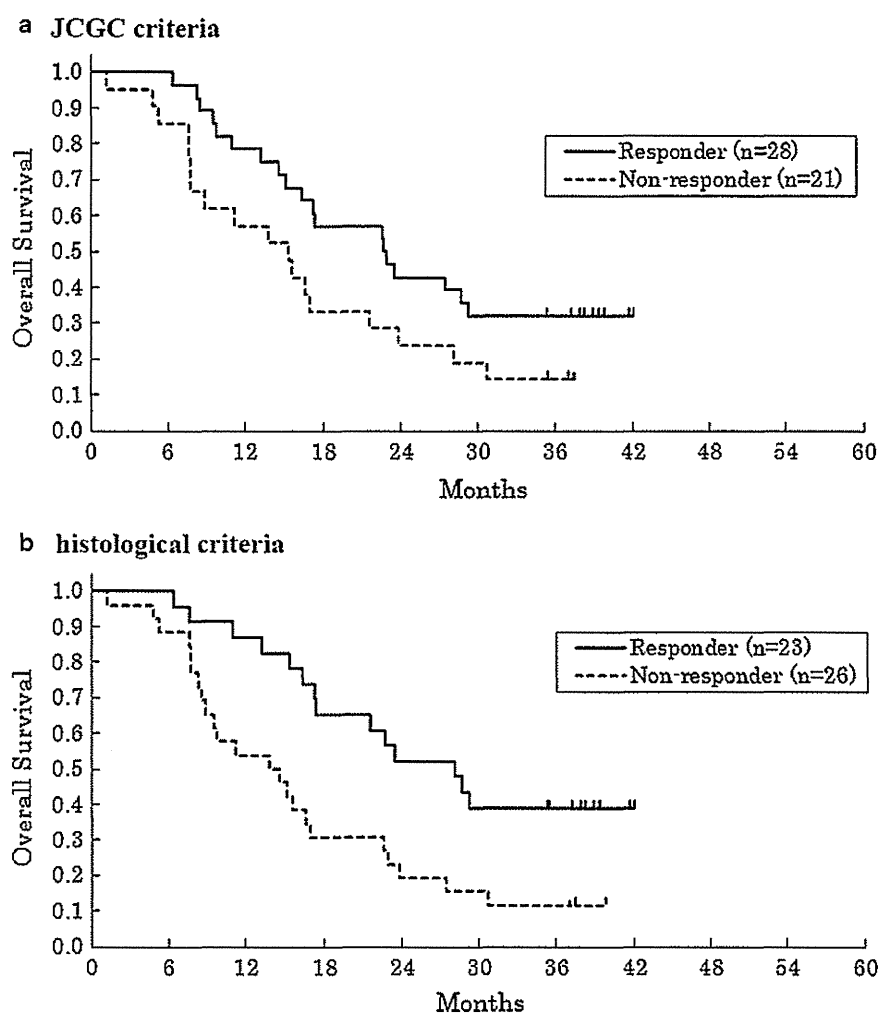 a JCGC criteria
1.0
0.9
0.8
0.7
0.6
0.5
0.4
0.3
0.2
0.1
0.0
Overall Survival
Responder (n=28)
Non-responder (n=21)
0 6 12 18 24 30 36 42 48 54 60
Months
b histological criteria
1.0
0.9
0.8
0.7
0.6
0.5
0.4
0.3
0.2
0.1
0.0
Overall Survival
Responder (n=23)
Non-responder (n=26)
0 6 12 18 24 30 36 42 48 54 60
Months